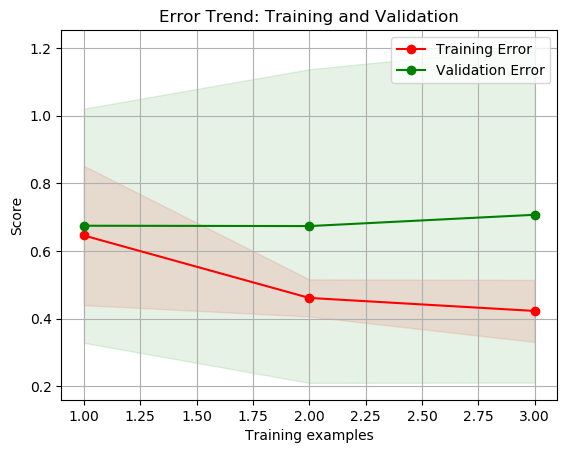 Error Trend: Training and Validation
Training Error
Validation Error
Score
1.2
1.0
0.8
0.6
0.4
0.2
1.00 1.25 1.50 1.75 2.00 2.25 2.50 2.75 3.00
Training examples